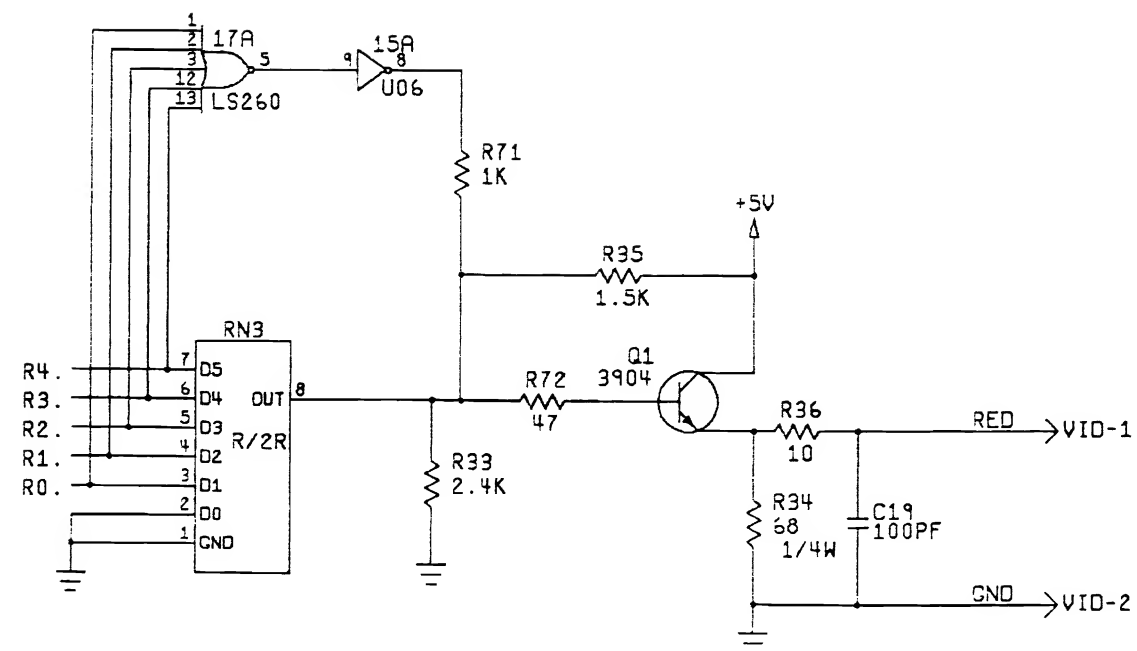 1
2
3
12
13
17A
LS260
5
9
15A
8
U06
R71
1K
+5V
R35
1.5K
RN3
R4.
R3.
R2.
R1.
R0.
7
6
5
4
3
2
1
D5
D4
D3
D2
D1
D0
GND
OUT
R/2R
8
R72
47
Q1
3904
R33
2.4K
R36
10
RED
VID-1
R34
68
1/4W
C19
100PF
GND
VID-2